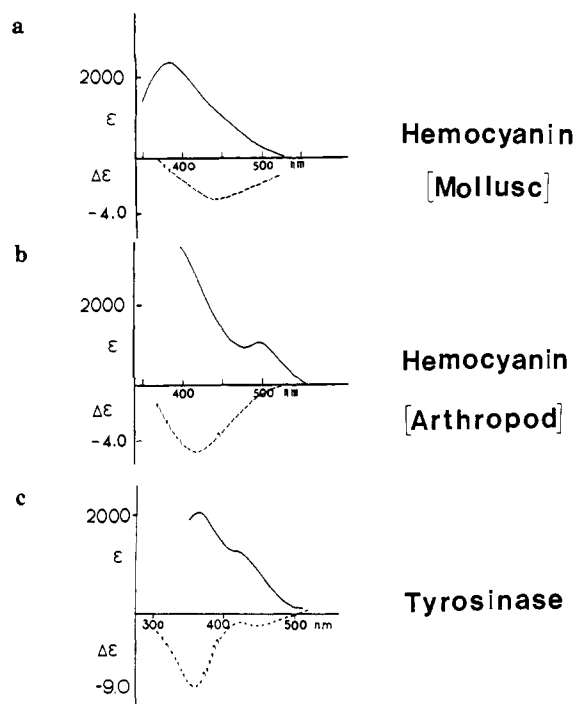 a
2000
ε
400
500 nm
Δε
-4.0
Hemocyanin
[Mollusc]
b
2000
ε
400
500 nm
Δε
-4.0
Hemocyanin
[Arthropod]
c
2000
ε
300
400
500 nm
Δε
-9.0
Tyrosinase